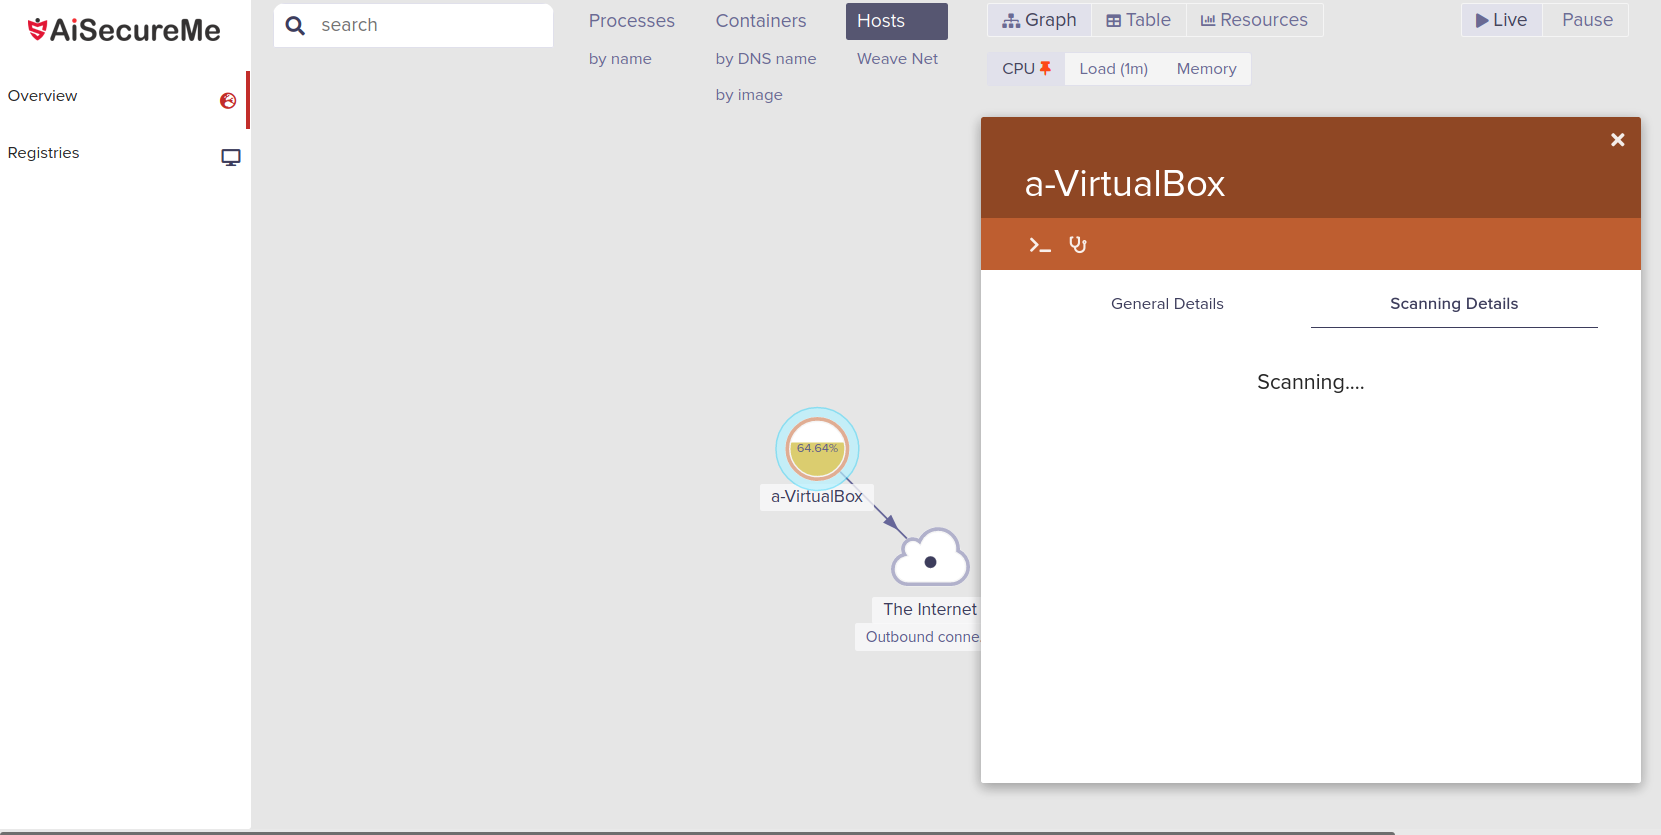 AiSecureMe
Overview
Registries
search
Processes
by name
Containers
by DNS name
by image
Hosts
Weave Net
Graph
Table
Resources
Live
Pause
CPU
Load (1m)
Memory
a-VirtualBox
General Details
Scanning Details
Scanning....
64.64%
a-VirtualBox
The Internet
Outbound conne